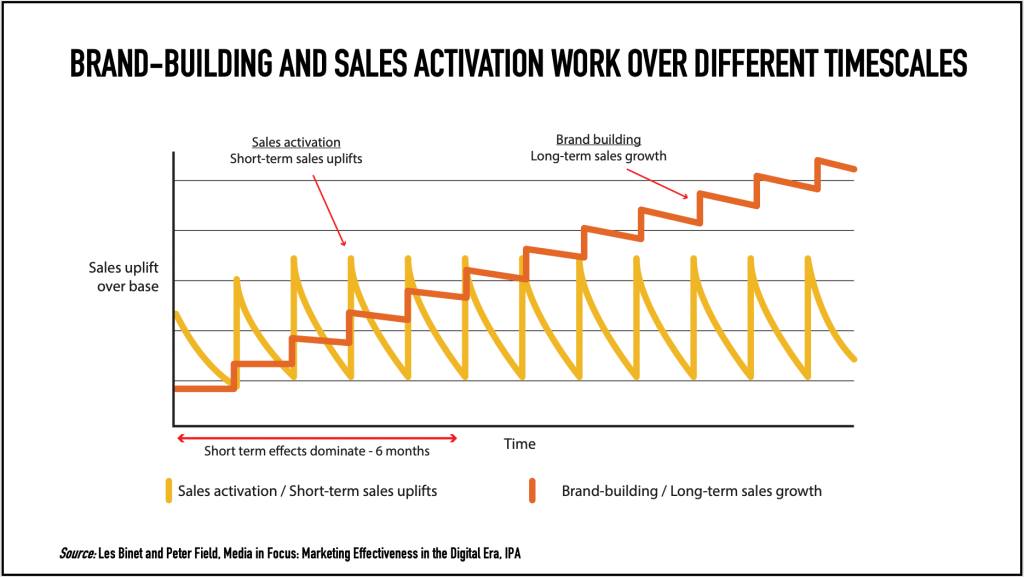 BRAND-BUILDING AND SALES ACTIVATION WORK OVER DIFFERENT TIMESCALES
Sales activation
Short-term sales uplifts
Brand building
Long-term sales growth
Sales uplift
over base
Short term effects dominate - 6 months
Time
Sales activation / Short-term sales uplifts
Brand-building / Long-term sales growth
Source: Les Binet and Peter Field, Media in Focus: Marketing Effectiveness in the Digital Era, IPA